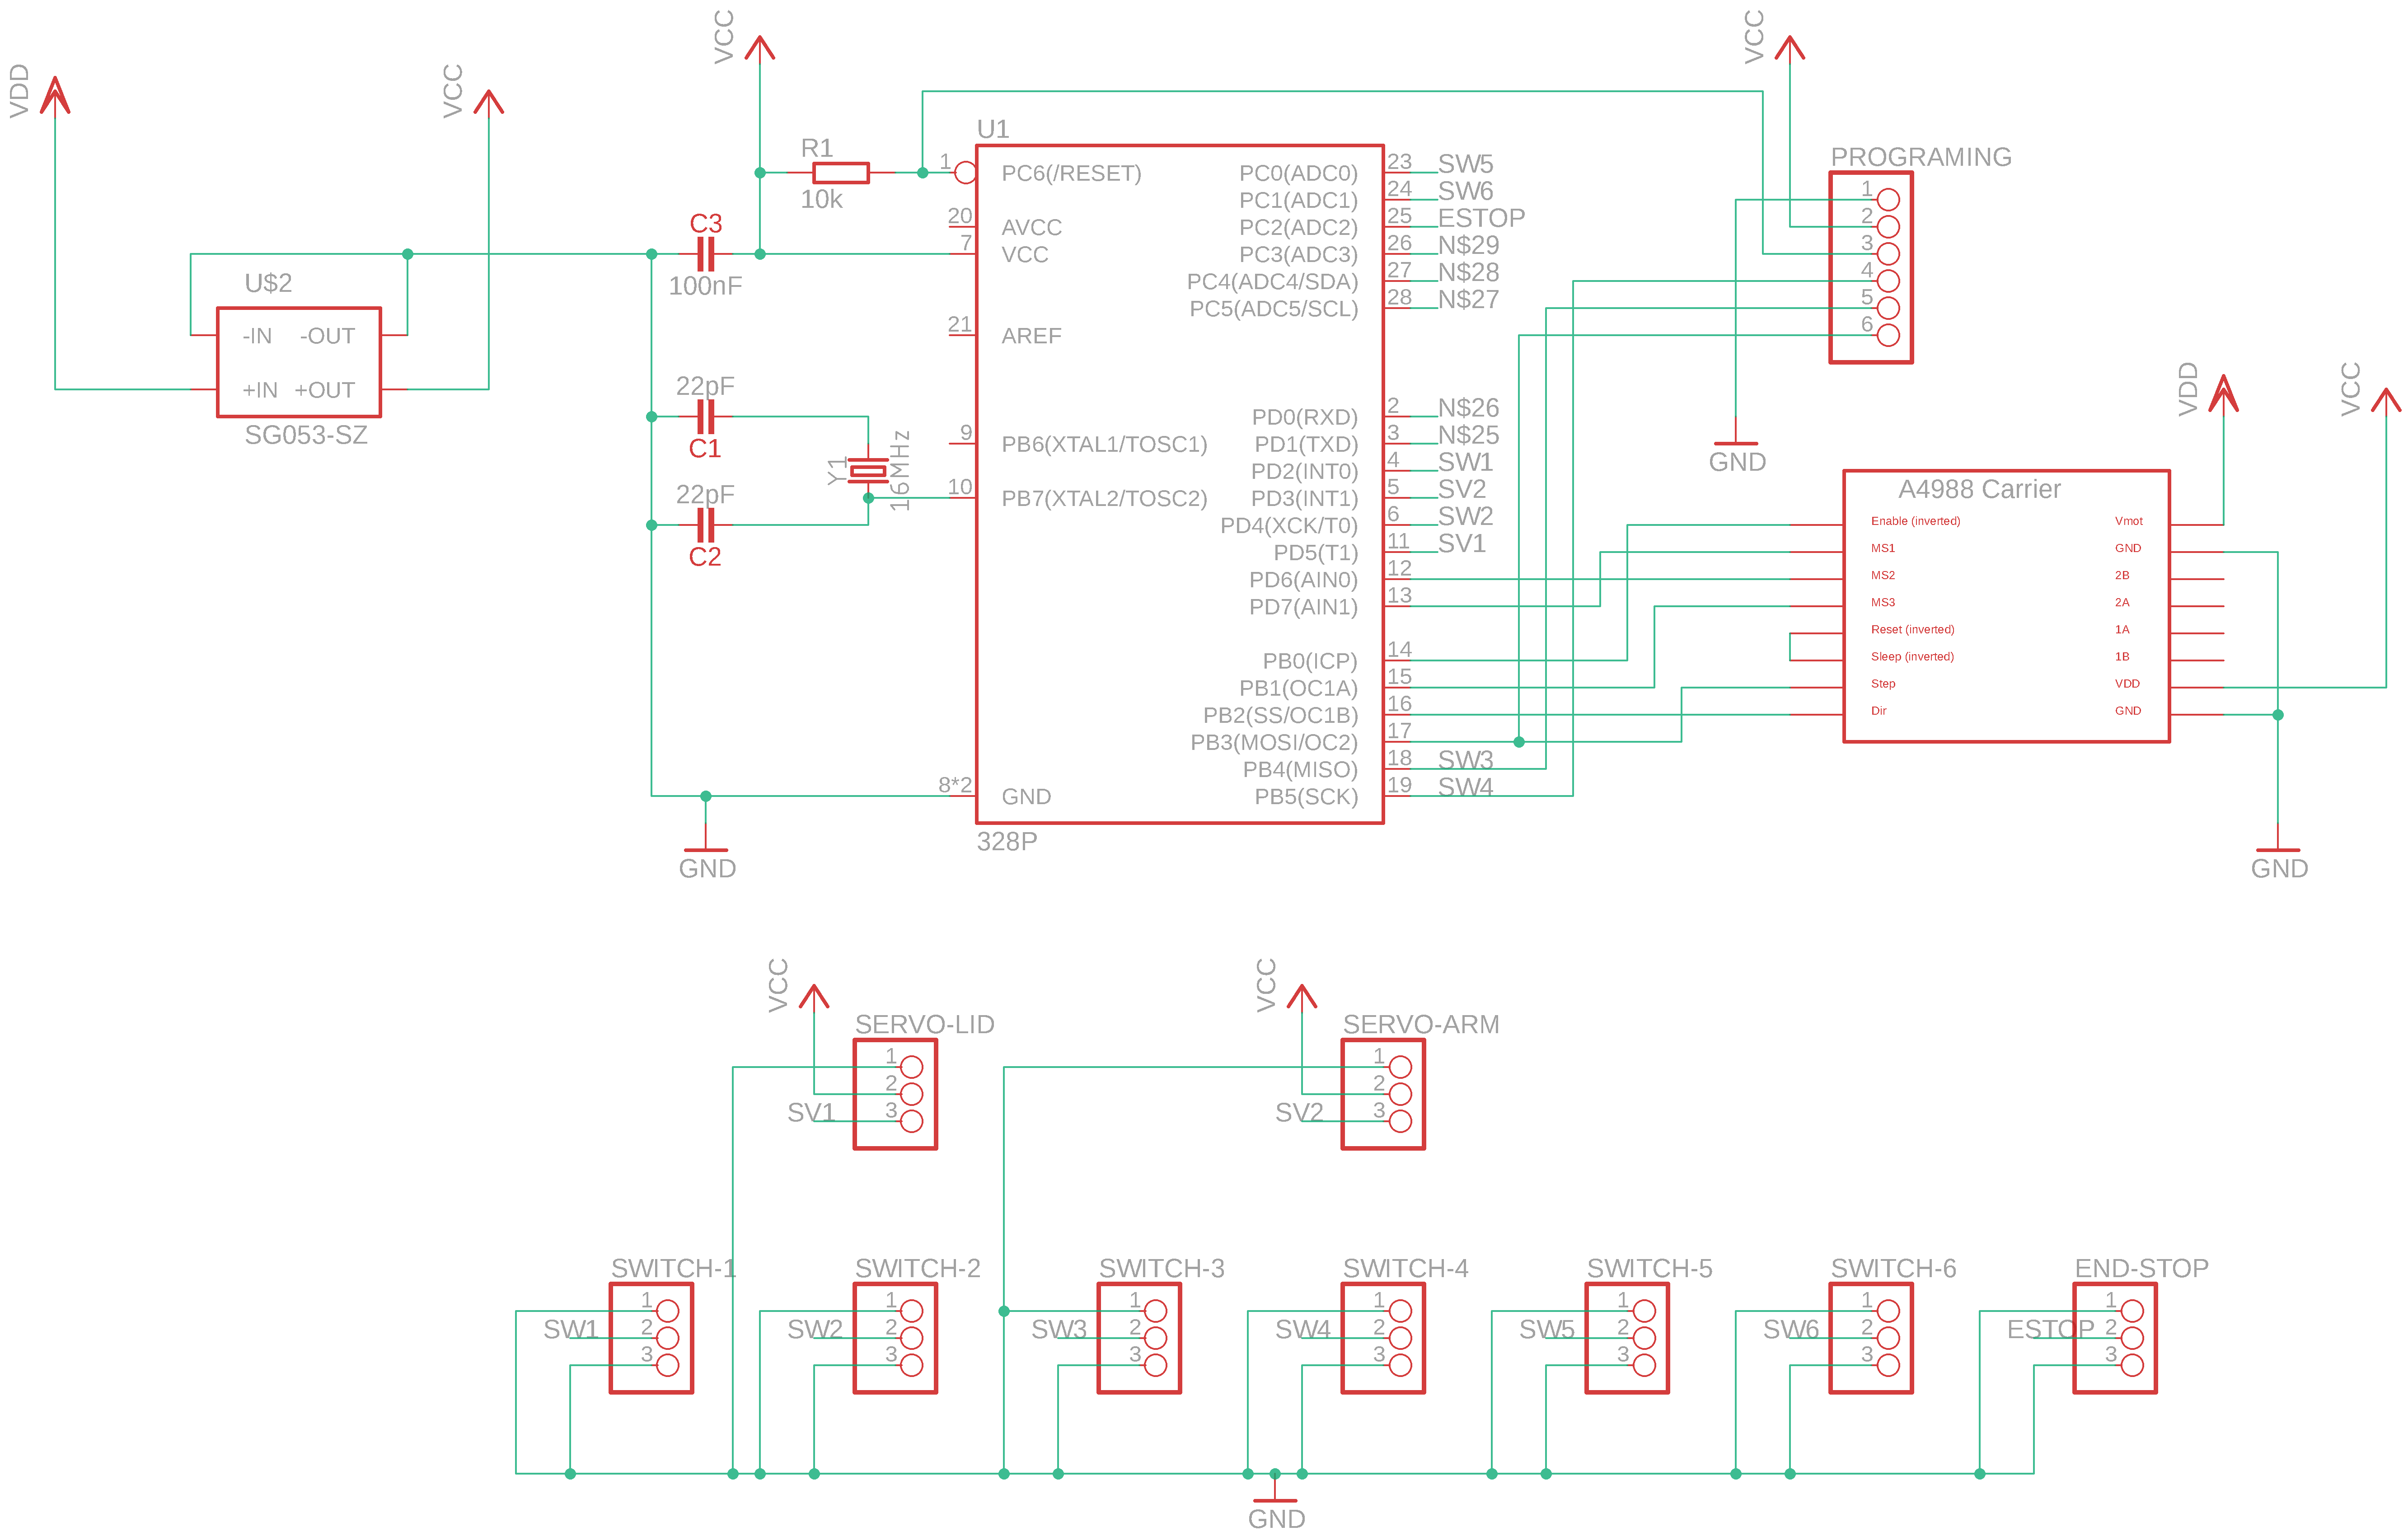 VDD
VCC
U$2
-IN -OUT
+IN +OUT
SG053-SZ
VCC
R1
10k
C3
100nF
22pF
C1
22pF
C2
Y1
16MHz
GND
U1
1 PC6(/RESET)
20 AVCC
7 VCC
21 AREF
9 PB6(XTAL1/TOSC1)
10 PB7(XTAL2/TOSC2)
8*2 GND
PC0(ADC0) 23 SW5
PC1(ADC1) 24 SW6
PC2(ADC2) 25 ESTOP
PC3(ADC3) 26 N$29
PC4(ADC4/SDA) 27 N$28
PC5(ADC5/SCL) 28 N$27
PD0(RXD) 2 N$26
PD1(TXD) 3 N$25
PD2(INT0) 4 SW1
PD3(INT1) 5 SV2
PD4(XCK/T0) 6 SW2
PD5(T1) 11 SV1
PD6(AIN0) 12
PD7(AIN1) 13
PB0(ICP) 14
PB1(OC1A) 15
PB2(SS/OC1B) 16
PB3(MOSI/OC2) 17
PB4(MISO) 18 SW3
PB5(SCK) 19 SW4
328P
VCC
PROGRAMING
1
2
3
4
5
6
GND
VDD
VCC
A4988 Carrier
Enable (inverted) Vmot
MS1 GND
MS2 2B
MS3 2A
Reset (inverted) 1A
Sleep (inverted) 1B
Step VDD
Dir GND
GND
VCC
SERVO-LID
1
2
SV1 3
VCC
SERVO-ARM
1
2
SV2 3
SWITCH-1
1
SW1 2
3
SWITCH-2
1
SW2 2
3
SWITCH-3
1
SW3 2
3
SWITCH-4
1
SW4 2
3
SWITCH-5
1
SW5 2
3
SWITCH-6
1
SW6 2
3
END-STOP
1
ESTOP 2
3
GND